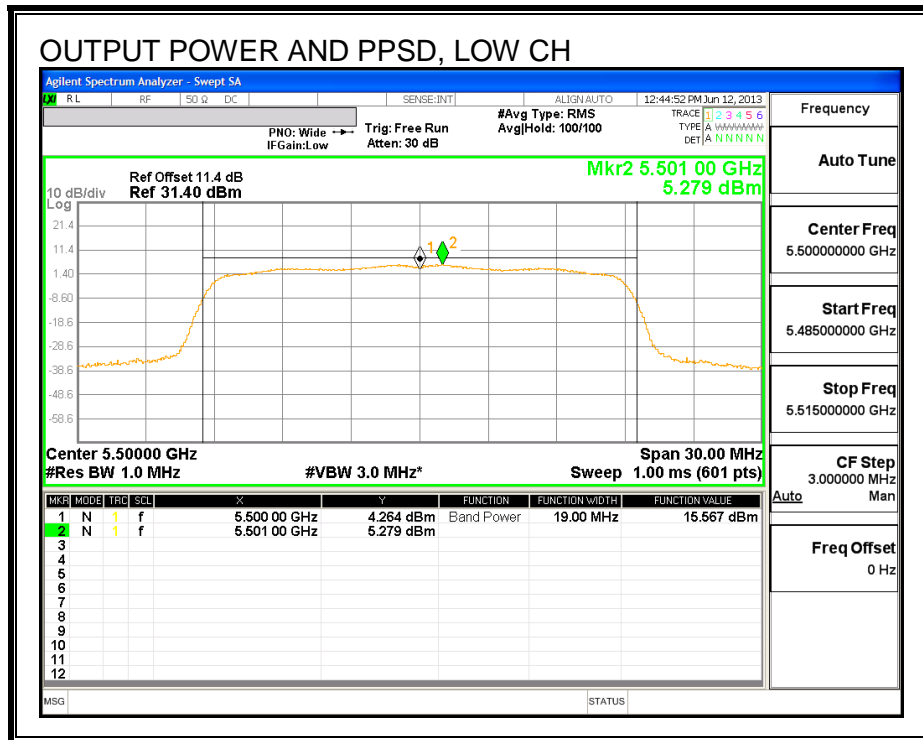 OUTPUT POWER AND PPSD, LOW CH
Agilent Spectrum Analyzer - Swept SA
LXI RL RF 50 Ω DC SENSE:INT ALIGN AUTO 12:44:52 PM Jun 12, 2013
#Avg Type: RMS TRACE 1 2 3 4 5 6
PNO: Wide Trig: Free Run Avg|Hold: 100/100 TYPE A WWWWW
IFGain:Low Atten: 30 dB DET A N N N N N
Mkr2 5.501 00 GHz
5.279 dBm
Ref Offset 11.4 dB
10 dB/div Ref 31.40 dBm
Log
21.4
11.4
1.40
-8.60
-18.6
-28.6
-38.6
-48.6
-58.6
1 2
Center 5.50000 GHz Span 30.00 MHz
#Res BW 1.0 MHz #VBW 3.0 MHz* Sweep 1.00 ms (601 pts)
MKR MODE TRC SCL X Y FUNCTION FUNCTION WIDTH FUNCTION VALUE
1 N 1 f 5.500 00 GHz 4.264 dBm Band Power 19.00 MHz 15.567 dBm
2 N 1 f 5.501 00 GHz 5.279 dBm
3
4
5
6
7
8
9
10
11
12
MSG STATUS
Frequency
Auto Tune
Center Freq
5.500000000 GHz
Start Freq
5.485000000 GHz
Stop Freq
5.515000000 GHz
CF Step
3.000000 MHz
Auto Man
Freq Offset
0 Hz